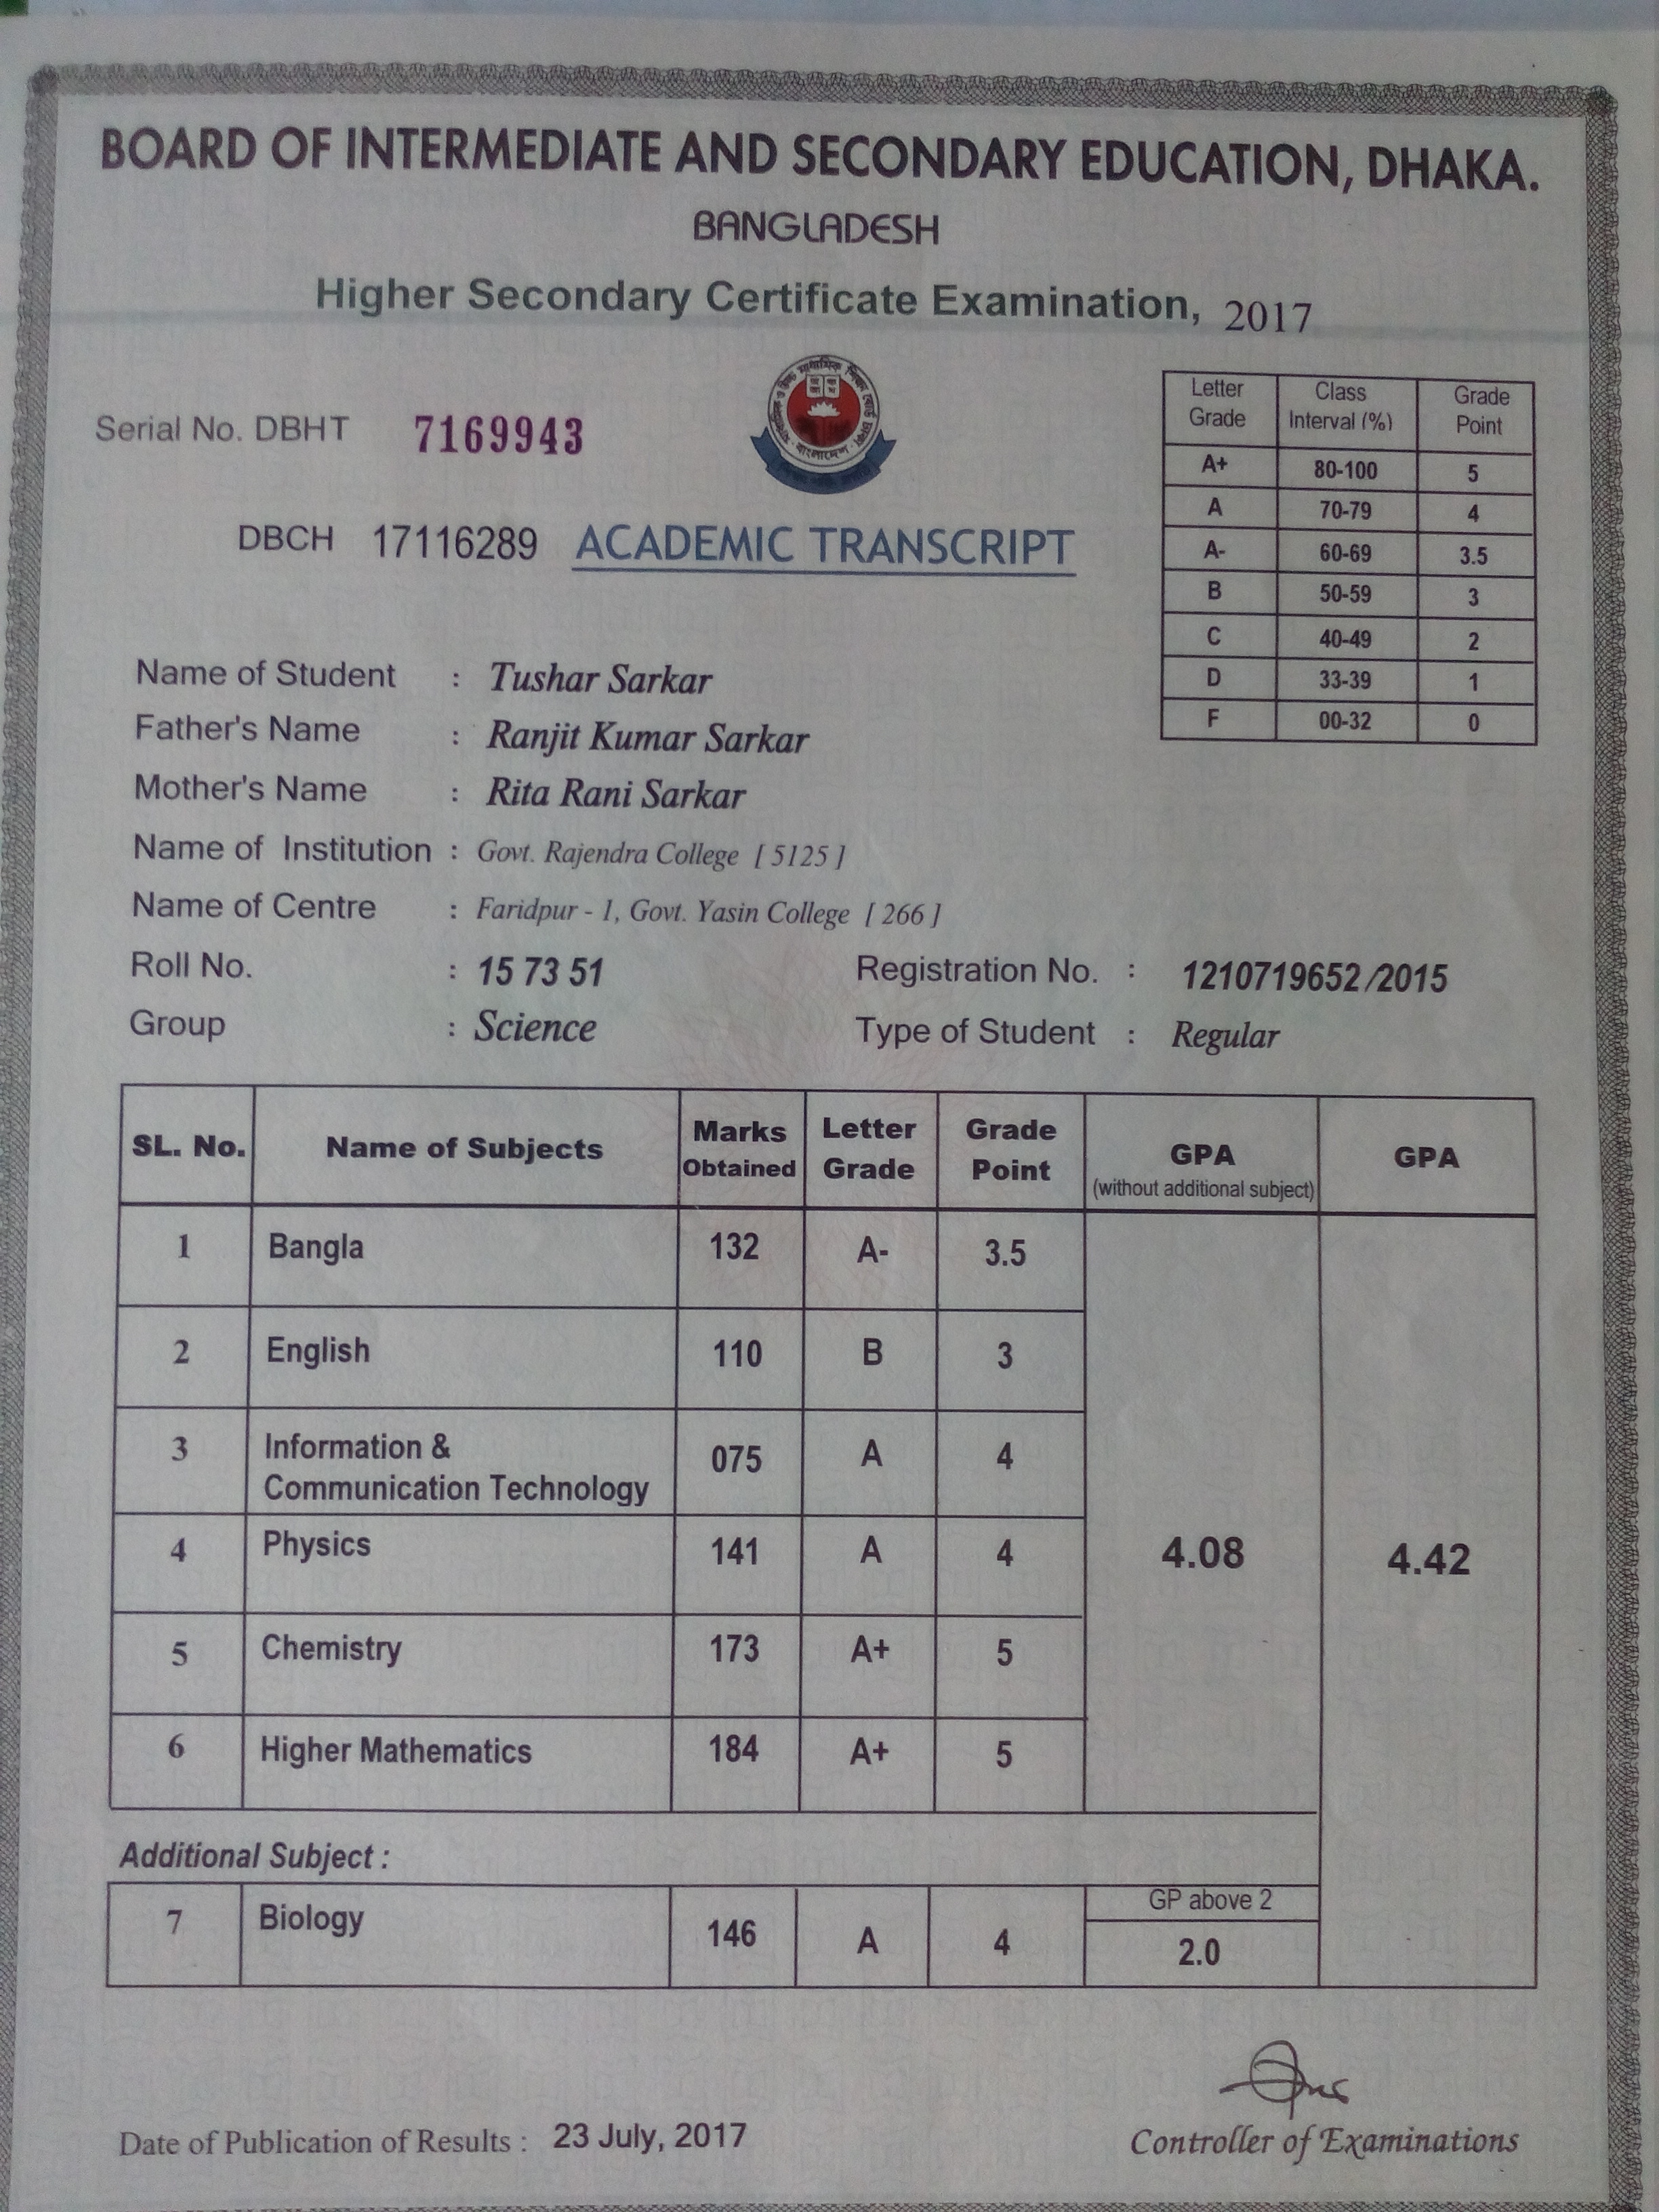 BOARD OF INTERMEDIATE AND SECONDARY EDUCATION, DHAKA.
BANGLADESH
Higher Secondary Certificate Examination, 2017
Serial No. DBHT 7169943
DBCH 17116289 ACADEMIC TRANSCRIPT
Letter Grade Class Interval (%) Grade Point
A+ 80-100 5
A 70-79 4
A- 60-69 3.5
B 50-59 3
C 40-49 2
D 33-39 1
F 00-32 0
Name of Student : Tushar Sarkar
Father's Name : Ranjit Kumar Sarkar
Mother's Name : Rita Rani Sarkar
Name of Institution : Govt. Rajendra College [ 5125 ]
Name of Centre : Faridpur - 1, Govt. Yasin College [ 266 ]
Roll No. : 15 73 51 Registration No. : 1210719652/2015
Group : Science Type of Student : Regular
SL. No. Name of Subjects Marks Obtained Letter Grade Grade Point GPA (without additional subject) GPA
1 Bangla 132 A- 3.5
2 English 110 B 3
3 Information & Communication Technology 075 A 4
4 Physics 141 A 4 4.08 4.42
5 Chemistry 173 A+ 5
6 Higher Mathematics 184 A+ 5
Additional Subject :
7 Biology 146 A 4 GP above 2 2.0
Date of Publication of Results : 23 July, 2017
Controller of Examinations